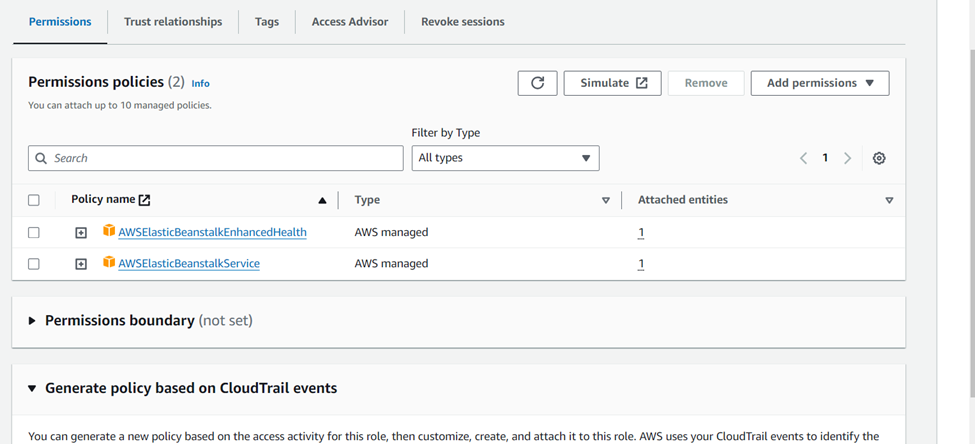 Permissions Trust relationships Tags Access Advisor Revoke sessions
Permissions policies (2) Info
You can attach up to 10 managed policies.
Simulate Remove Add permissions
Filter by Type
Search All types 1
Policy name Type Attached entities
AWSElasticBeanstalkEnhancedHealth AWS managed 1
AWSElasticBeanstalkService AWS managed 1
Permissions boundary (not set)
Generate policy based on CloudTrail events
You can generate a new policy based on the access activity for this role, then customize, create, and attach it to this role. AWS uses your CloudTrail events to identify the